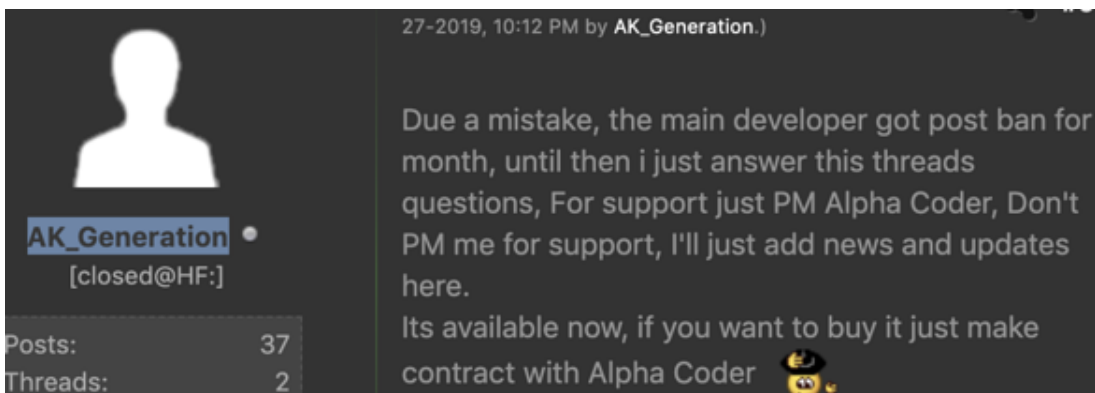 27-2019, 10:12 PM by AK_Generation.)
Due a mistake, the main developer got post ban for
month, until then i just answer this threads
questions, For support just PM Alpha Coder, Don't
PM me for support, I'll just add news and updates
here.
Its available now, if you want to buy it just make
contract with Alpha Coder
AK_Generation
[closed@HF:]
Posts: 37
Threads: 2